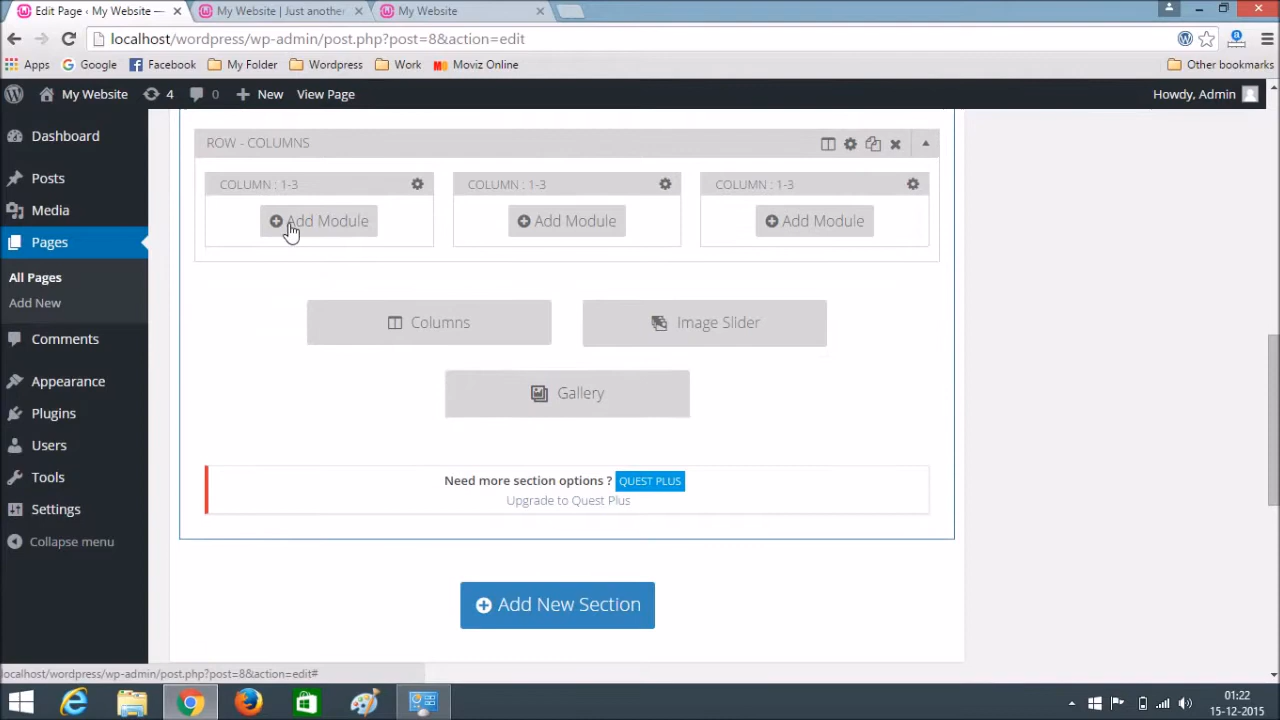 Edit Page ‹ My Website —
My Website | Just another
My Website
localhost/wordpress/wp-admin/post.php?post=8&action=edit
Apps
Google
Facebook
My Folder
Wordpress
Work
Moviz Online
Other bookmarks
My Website
4
0
New
View Page
Howdy, Admin
Dashboard
Posts
Media
Pages
All Pages
Add New
Comments
Appearance
Plugins
Users
Tools
Settings
Collapse menu
ROW - COLUMNS
COLUMN : 1-3
COLUMN : 1-3
COLUMN : 1-3
Add Module
Add Module
Add Module
Columns
Image Slider
Gallery
Need more section options ? QUEST PLUS
Upgrade to Quest Plus
Add New Section
localhost/wordpress/wp-admin/post.php?post=8&action=edit#
01:22
15-12-2015